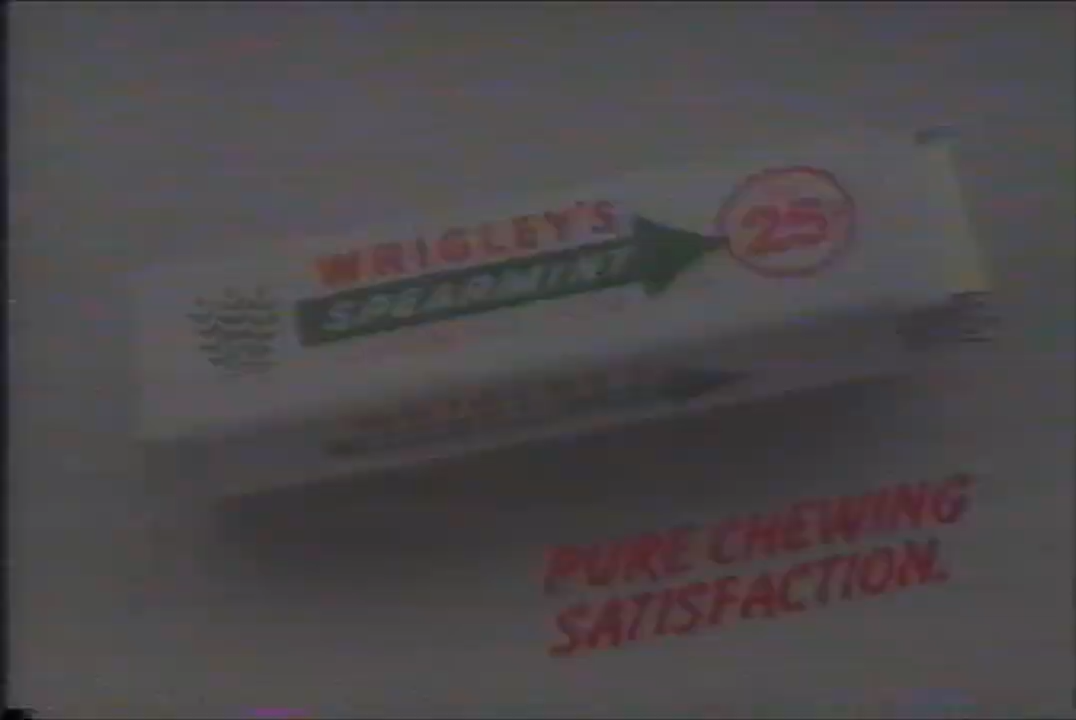 WRIGLEY'S
SPEARMINT
25
PURE CHEWING
SATISFACTION.